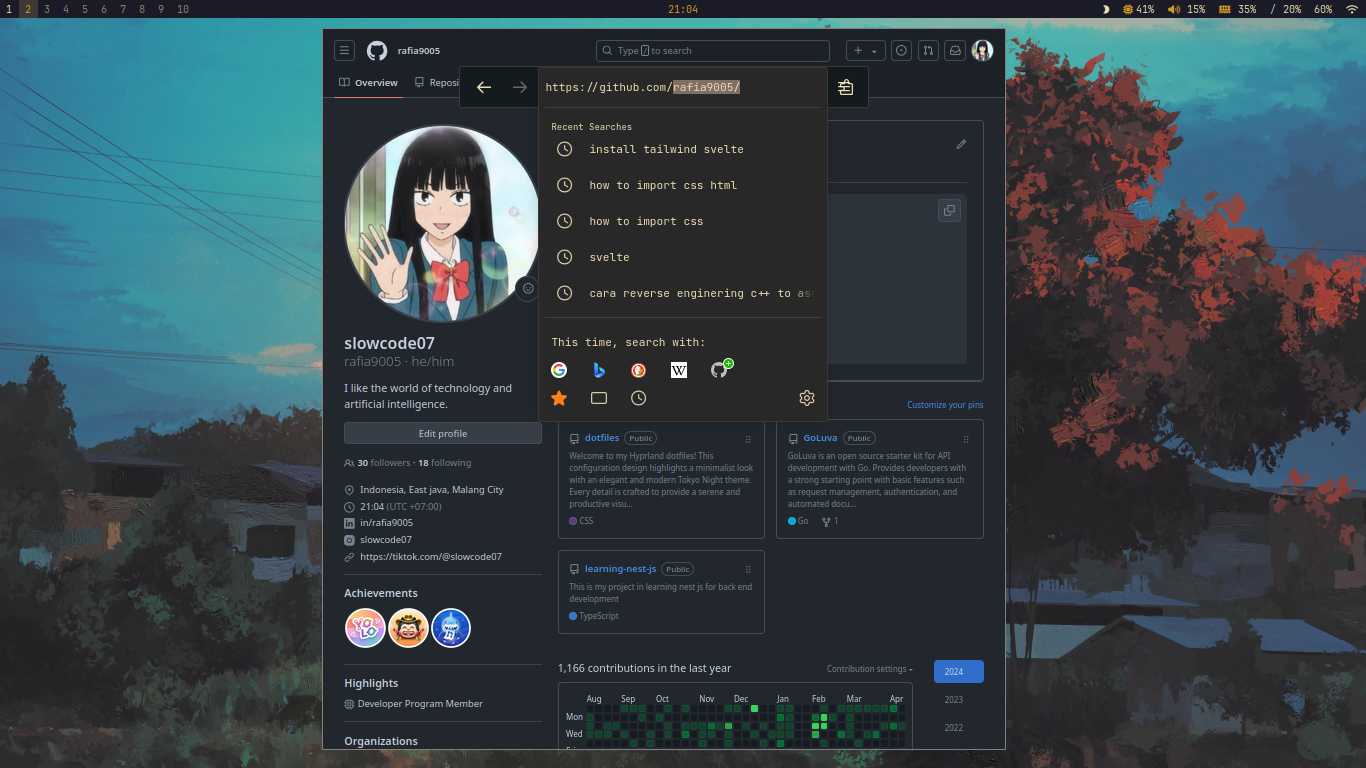 1 2 3 4 5 6 7 8 9 10
21:04
41% 15% 35% / 20% 60%
rafia9005
Type / to search
Overview
Reposi
https://github.com/rafia9005/
Recent Searches
install tailwind svelte
how to import css html
how to import css
svelte
cara reverse enginering c++ to as
This time, search with:
W
slowcode07
rafia9005 · he/him
I like the world of technology and
artificial intelligence.
Edit profile
30 followers · 18 following
Indonesia, East java, Malang City
21:04 (UTC +07:00)
in/rafia9005
slowcode07
https://tiktok.com/@slowcode07
Achievements
YOLO
Highlights
Developer Program Member
Organizations
Customize your pins
dotfiles Public
Welcome to my Hyprland dotfiles! This
configuration design highlights a minimalist look
with an elegant and modern Tokyo Night theme.
Every detail is crafted to provide a serene and
productive visu...
CSS
GoLuva Public
GoLuva is an open source starter kit for API
development with Go. Provides developers with
a strong starting point with basic features such
as request management, authentication, and
automated docu...
Go 1
learning-nest-js Public
This is my project in learning nest js for back end
development
TypeScript
1,166 contributions in the last year
Contribution settings
2024
2023
2022
Aug Sep Oct Nov Dec Jan Feb Mar Apr
Mon
Wed